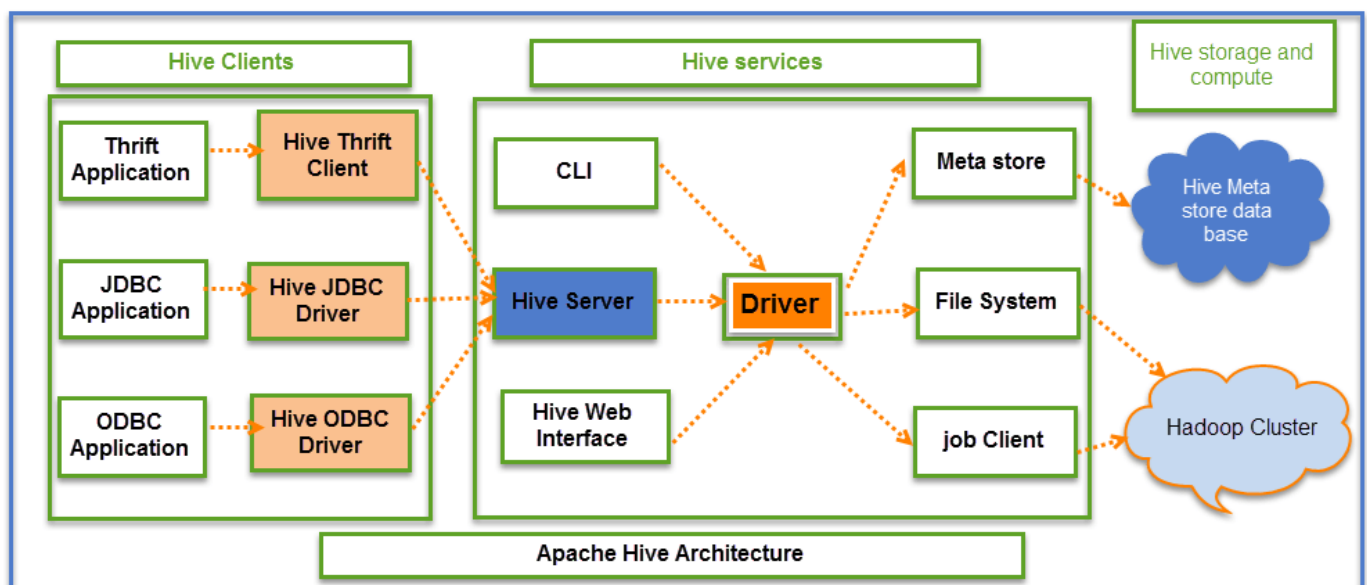 Hive Clients
Hive services
Hive storage and
compute
Thrift
Application
Hive Thrift
Client
JDBC
Application
Hive JDBC
Driver
ODBC
Application
Hive ODBC
Driver
CLI
Hive Server
Hive Web
Interface
Driver
Meta store
File System
job Client
Hive Meta
store data
base
Hadoop Cluster
Apache Hive Architecture